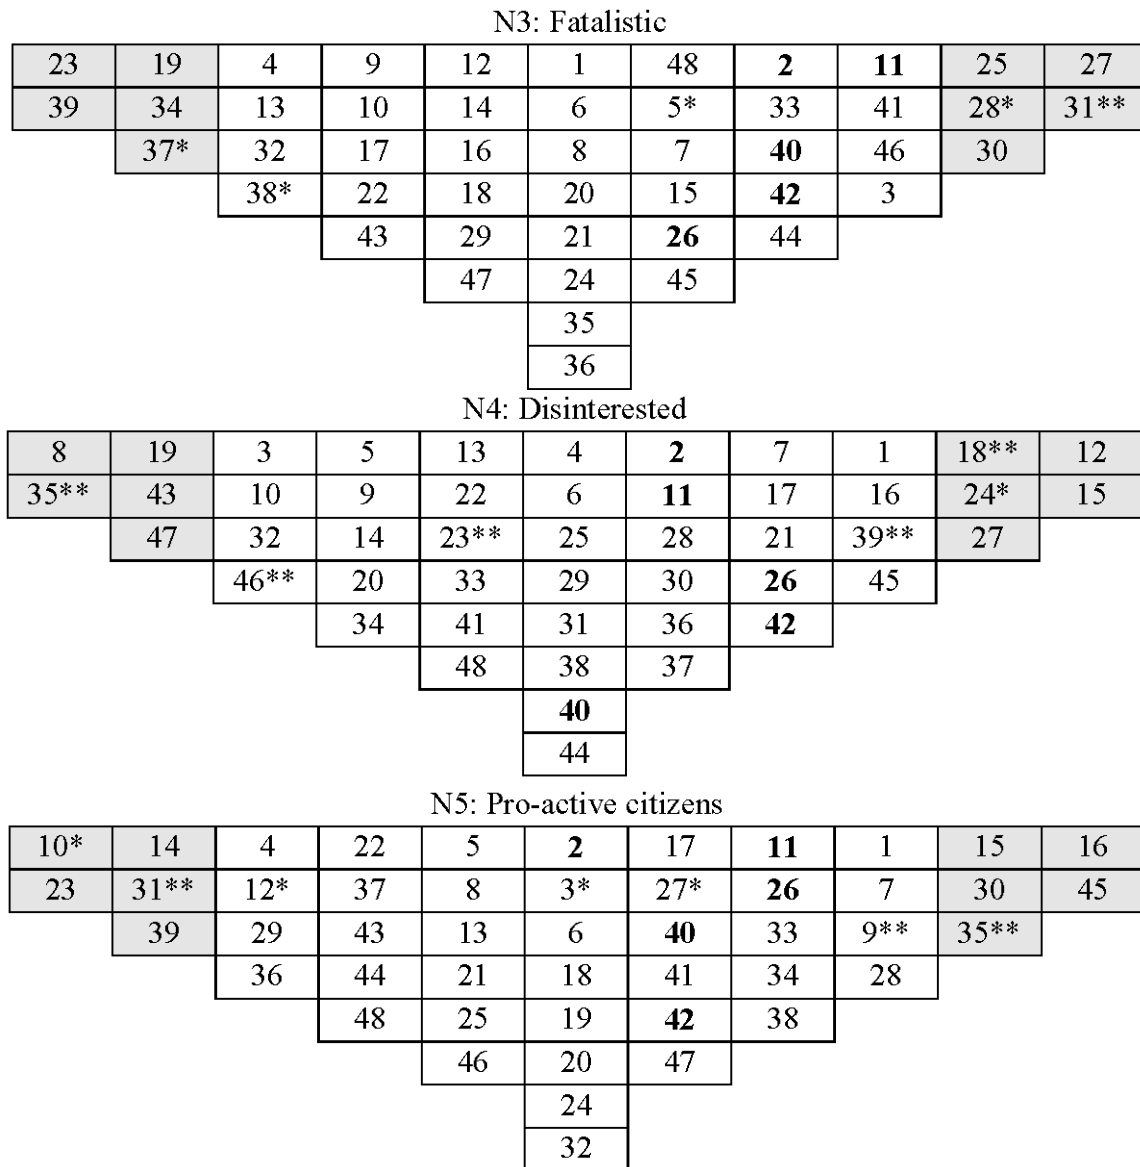 N3: Fatalistic
23 19 4 9 12 1 48 2 11 25 27
39 34 13 10 14 6 5* 33 41 28* 31**
37* 32 17 16 8 7 40 46 30
38* 22 18 20 15 42 3
43 29 21 26 44
47 24 45
35
36
N4: Disinterested
8 19 3 5 13 4 2 7 1 18** 12
35** 43 10 9 22 6 11 17 16 24* 15
47 32 14 23** 25 28 21 39** 27
46** 20 33 29 30 26 45
34 41 31 36 42
48 38 37
40
44
N5: Pro-active citizens
10* 14 4 22 5 2 17 11 1 15 16
23 31** 12* 37 8 3* 27* 26 7 30 45
39 29 43 13 6 40 33 9** 35**
36 44 21 18 41 34 28
48 25 19 42 38
46 20 47
24
32